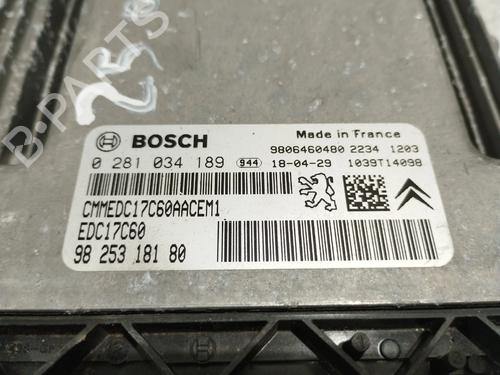 BOSCH
Made in France
9806460480 2234 1203
0 281 034 189 944 18-04-29 1039T14098
CMMEDC17C60AACEM1
EDC17C60
98 253 181 80
B-PARTS